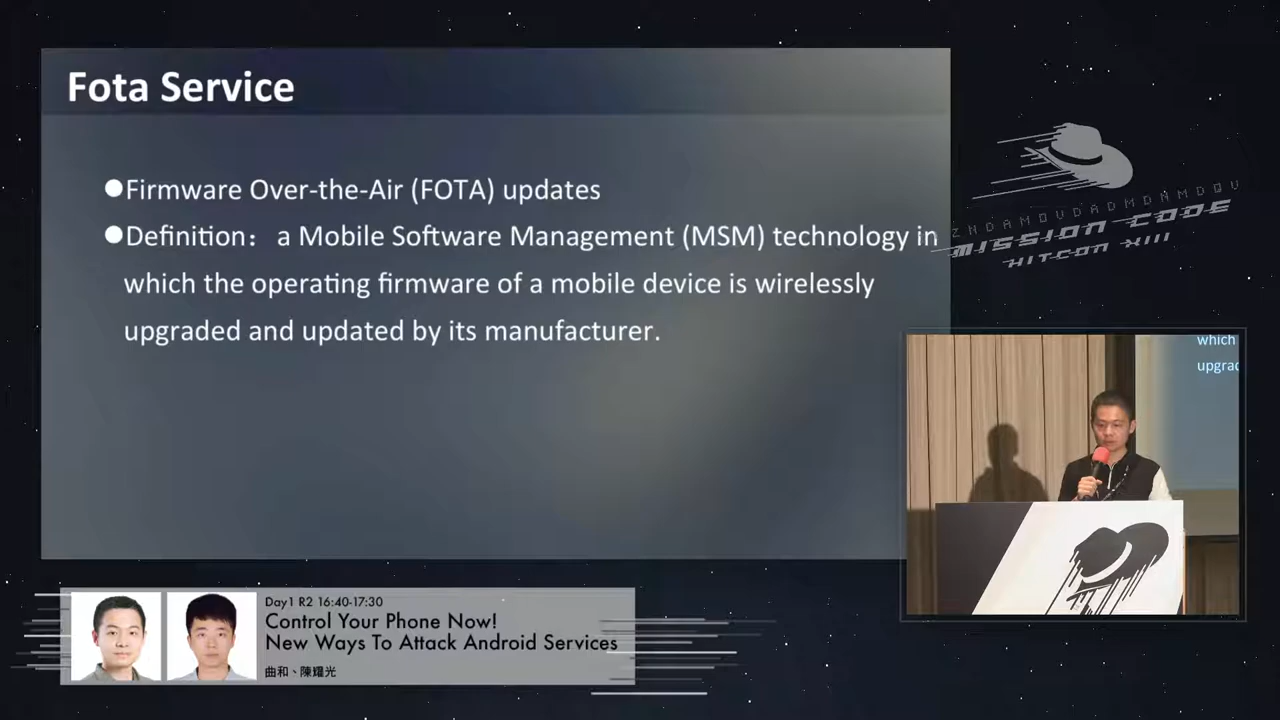 Fota Service
●Firmware Over-the-Air (FOTA) updates
●Definition： a Mobile Software Management (MSM) technology in
which the operating firmware of a mobile device is wirelessly
upgraded and updated by its manufacturer.
MISSION CODE
HITCON XIII
which
upgrad
Day1 R2 16:40-17:30
Control Your Phone Now!
New Ways To Attack Android Services
曲和、陳耀光